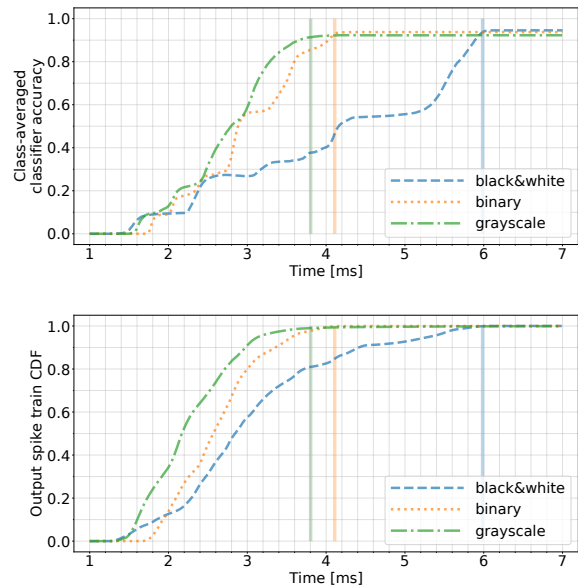 Class-averaged
classifier accuracy
1.0
0.8
0.6
0.4
0.2
0.0
black&white
binary
grayscale
1 2 3 4 5 6 7
Time [ms]
Output spike train CDF
1.0
0.8
0.6
0.4
0.2
0.0
black&white
binary
grayscale
1 2 3 4 5 6 7
Time [ms]